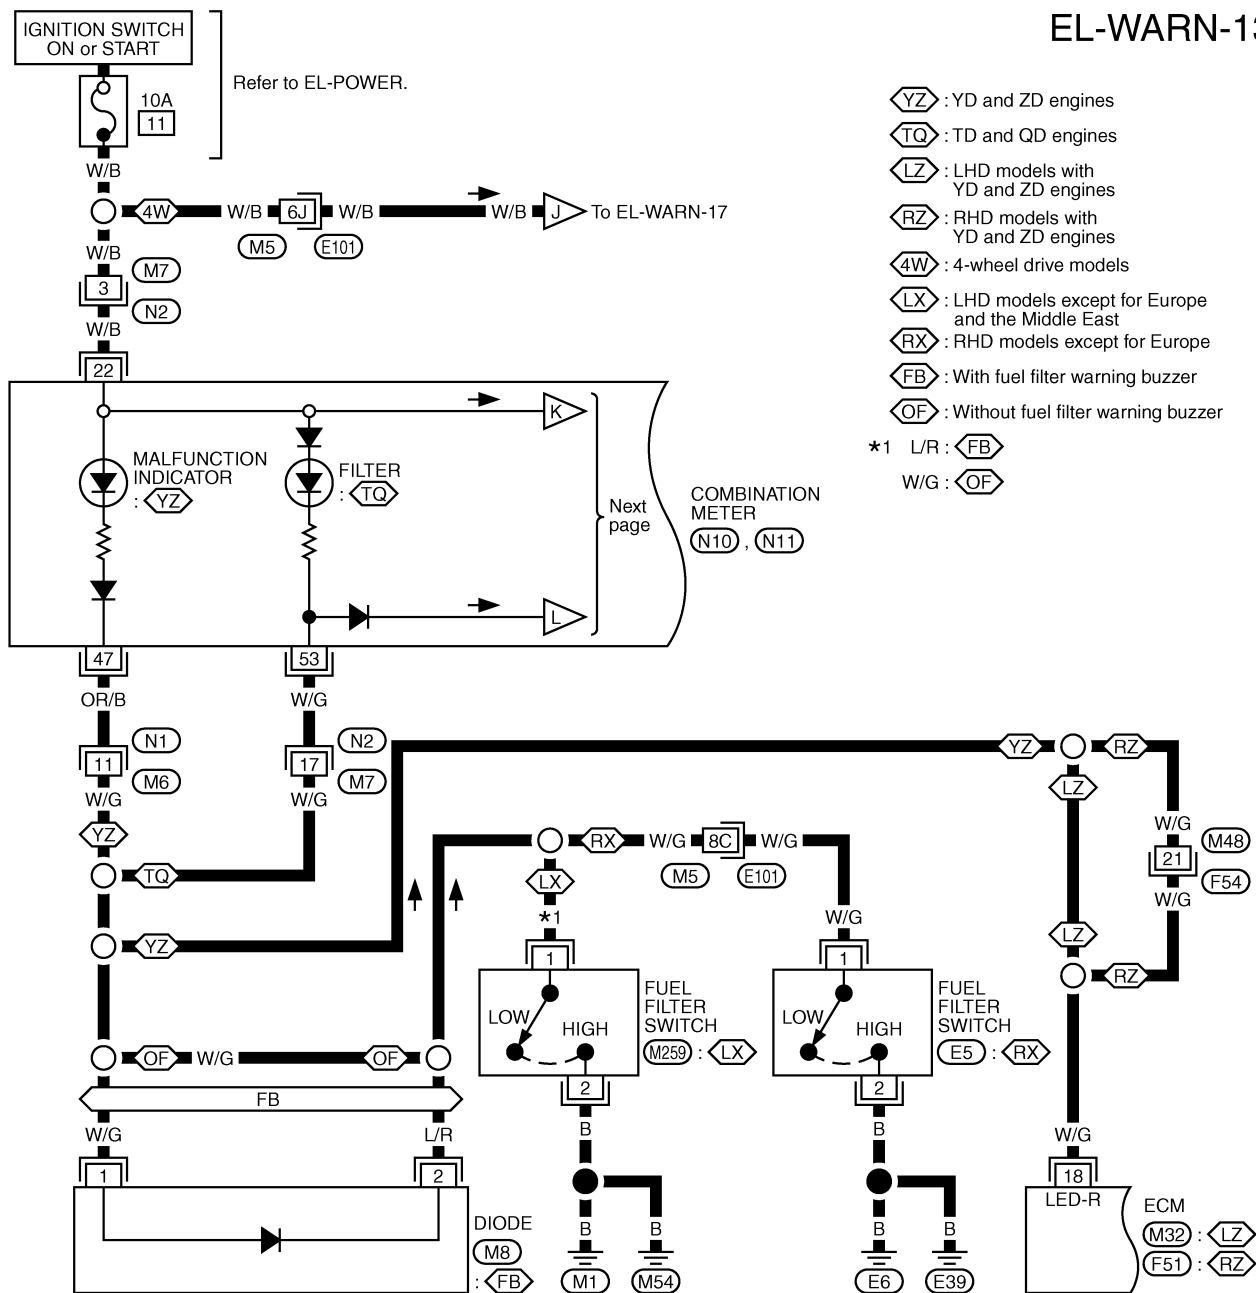 EL-WARN-13
IGNITION SWITCH
ON or START
Refer to EL-POWER.
10A
11
W/B
4W
W/B
6J
W/B
W/B
J
To EL-WARN-17
M5
E101
W/B
M7
3
N2
W/B
22
YZ : YD and ZD engines
TQ : TD and QD engines
LZ : LHD models with
YD and ZD engines
RZ : RHD models with
YD and ZD engines
4W : 4-wheel drive models
LX : LHD models except for Europe
and the Middle East
RX : RHD models except for Europe
FB : With fuel filter warning buzzer
OF : Without fuel filter warning buzzer
*1 L/R : FB
W/G : OF
K
MALFUNCTION
INDICATOR
: YZ
FILTER
: TQ
Next
page
COMBINATION
METER
N10 , N11
L
47
53
OR/B
W/G
N1
N2
11
17
M6
M7
W/G
W/G
YZ
TQ
YZ
YZ
RZ
LZ
W/G
M48
21
F54
W/G
LZ
RZ
RX
W/G
8C
W/G
M5
E101
LX
*1
W/G
1
1
LOW
HIGH
FUEL
FILTER
SWITCH
M259 : LX
2
LOW
HIGH
FUEL
FILTER
SWITCH
E5 : RX
2
OF
W/G
OF
FB
W/G
L/R
B
B
W/G
1
2
18
LED-R
DIODE
M8
: FB
B
B
B
B
M1
M54
E6
E39
ECM
M32 : LZ
F51 : RZ